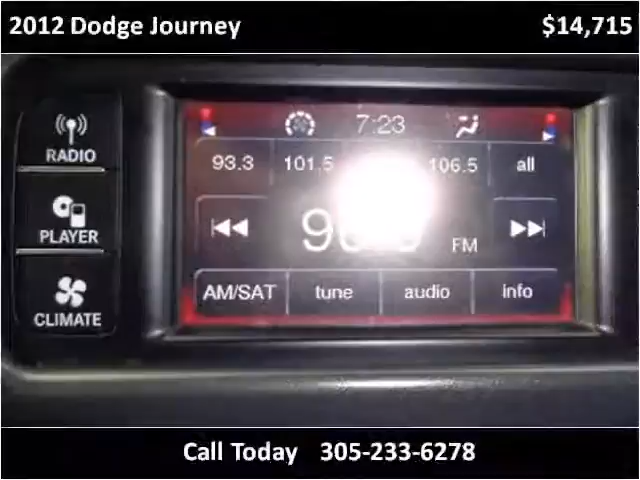 2012 Dodge Journey $14,715
7:23
RADIO 93.3 101.5 106.5 all
PLAYER FM
AM/SAT tune audio info
CLIMATE
Call Today 305-233-6278